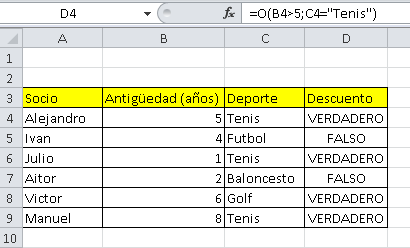 D4 fx =O(B4>5;C4="Tenis")
A B C D
1
2
3 Socio Antigüedad (años) Deporte Descuento
4 Alejandro 5 Tenis VERDADERO
5 Ivan 4 Futbol FALSO
6 Julio 1 Tenis VERDADERO
7 Aitor 2 Baloncesto FALSO
8 Victor 6 Golf VERDADERO
9 Manuel 8 Tenis VERDADERO
10